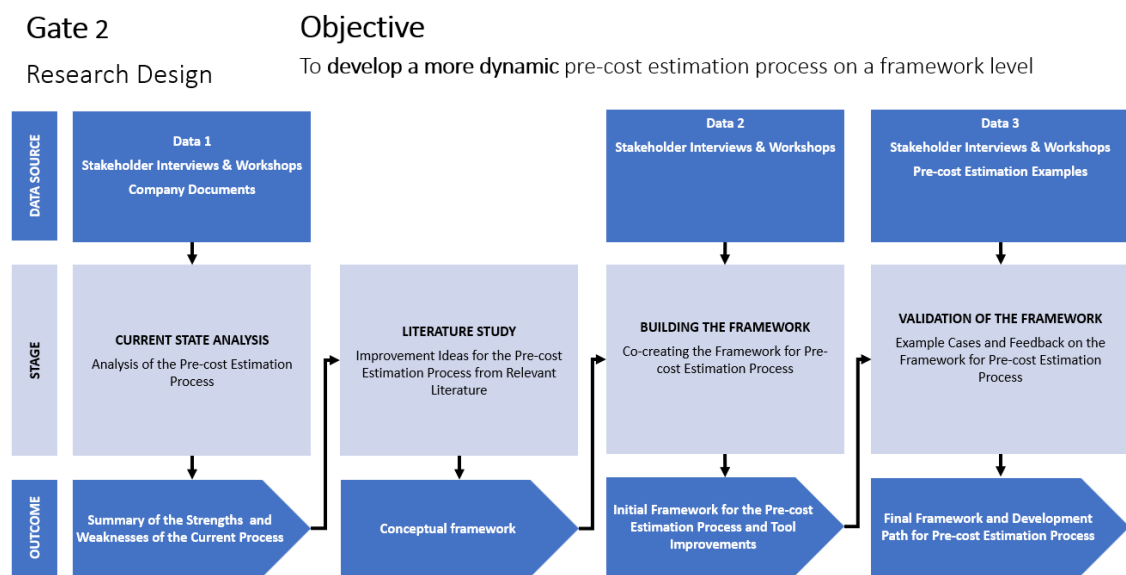 Gate 2
Research Design
Objective
To develop a more dynamic pre-cost estimation process on a framework level
DATA SOURCE
Data 1
Stakeholder Interviews & Workshops
Company Documents
Data 2
Stakeholder Interviews & Workshops
Data 3
Stakeholder Interviews & Workshops
Pre-cost Estimation Examples
STAGE
CURRENT STATE ANALYSIS
Analysis of the Pre-cost Estimation
Process
LITERATURE STUDY
Improvement Ideas for the Pre-cost
Estimation Process from Relevant
Literature
BUILDING THE FRAMEWORK
Co-creating the Framework for Pre-
cost Estimation Process
VALIDATION OF THE FRAMEWORK
Example Cases and Feedback on the
Framework for Pre-cost Estimation
Process
OUTCOME
Summary of the Strengths and
Weaknesses of the Current Process
Conceptual framework
Initial Framework for the Pre-cost
Estimation Process and Tool
Improvements
Final Framework and Development
Path for Pre-cost Estimation Process